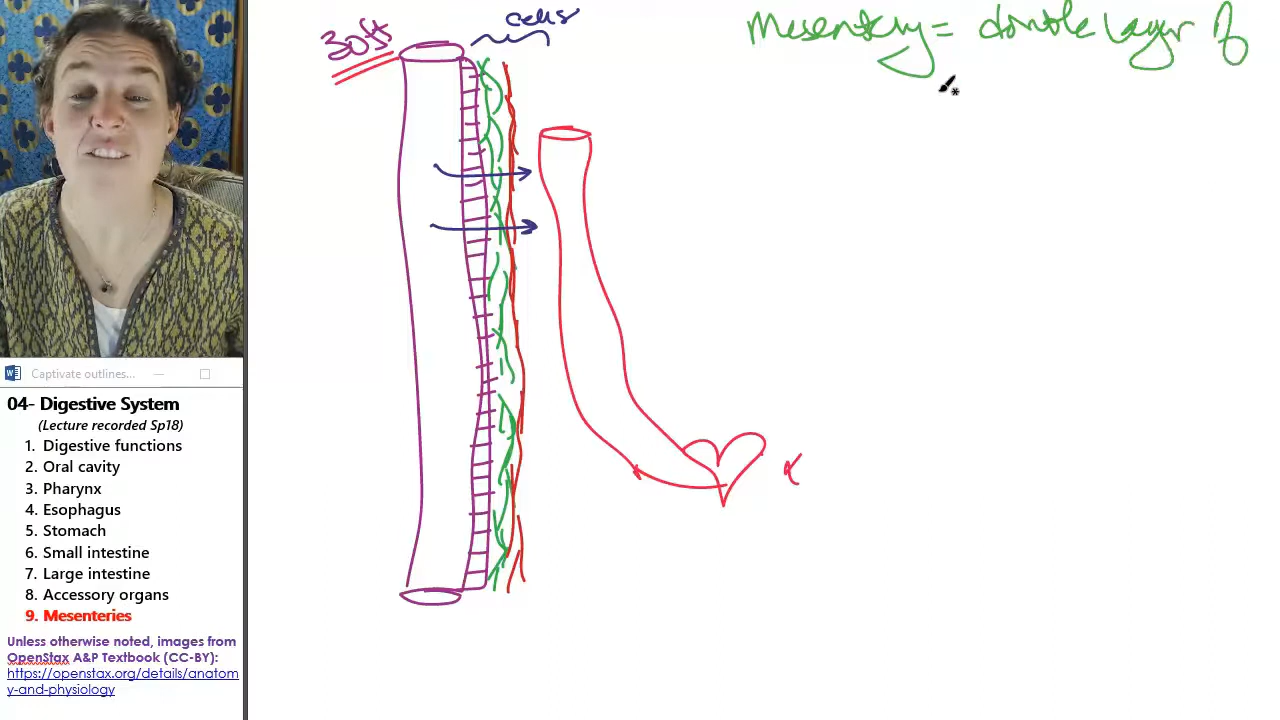 30ft
cells
Mesentery = double layer of
Captivate outlines...
04- Digestive System
(Lecture recorded Sp18)
1. Digestive functions
2. Oral cavity
3. Pharynx
4. Esophagus
5. Stomach
6. Small intestine
7. Large intestine
8. Accessory organs
9. Mesenteries
Unless otherwise noted, images from
OpenStax A&P Textbook (CC-BY):
https://openstax.org/details/anatom
y-and-physiology